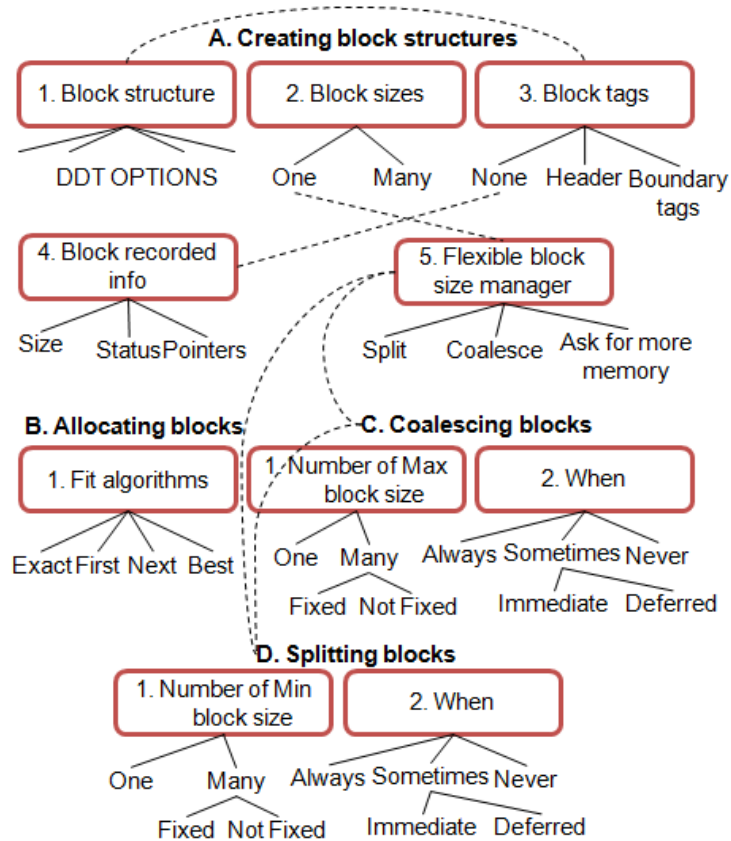 A. Creating block structures
1. Block structure
2. Block sizes
3. Block tags
DDT OPTIONS
One
Many
None
Header
Boundary
tags
4. Block recorded
info
5. Flexible block
size manager
Size
Status
Pointers
Split
Coalesce
Ask for more
memory
B. Allocating blocks
C. Coalescing blocks
1. Fit algorithms
1. Number of Max
block size
2. When
Exact
First
Next
Best
One
Many
Always
Sometimes
Never
Fixed
Not Fixed
Immediate
Deferred
D. Splitting blocks
1. Number of Min
block size
2. When
One
Many
Always
Sometimes
Never
Fixed
Not Fixed
Immediate
Deferred